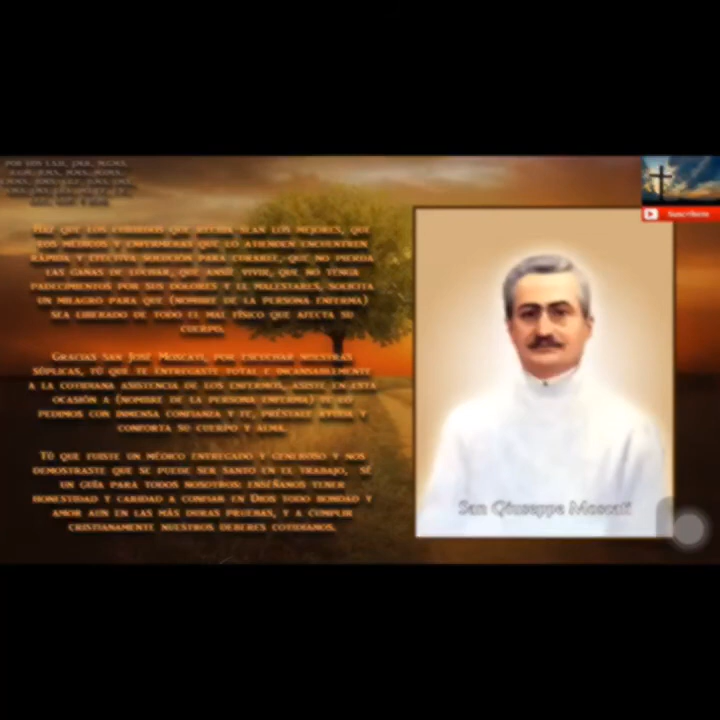 Haz que los cuidados que reciba sean los mejores, que
los médicos y enfermeras que lo atienden encuentren
rápida y efectiva solución para curarle, que no pierda
las ganas de luchar, que ansíe vivir, que no tenga
padecimientos por sus dolores y el malestares, solicita
un milagro para que (nombre de la persona enferma)
sea liberado de todo el mal físico que afecta su
cuerpo.
Gracias san José Moscati, por escuchar nuestras
súplicas, tú que te entregaste total e incansablemente
a la cotidiana asistencia de los enfermos, asiste en esta
ocasión a (nombre de la persona enferma) te lo
pedimos con inmensa confianza y fe, préstale ayuda y
conforta su cuerpo y alma.
Tú que fuiste un médico entregado y generoso y nos
demostraste que se puede ser santo en el trabajo, sé
un guía para todos nosotros: enséñanos tener
honestidad y caridad a confiar en Dios todo bondad y
amor aun en las más duras pruebas, y a cumplir
cristianamente nuestros deberes cotidianos.
San Giuseppe Moscati
Suscribete